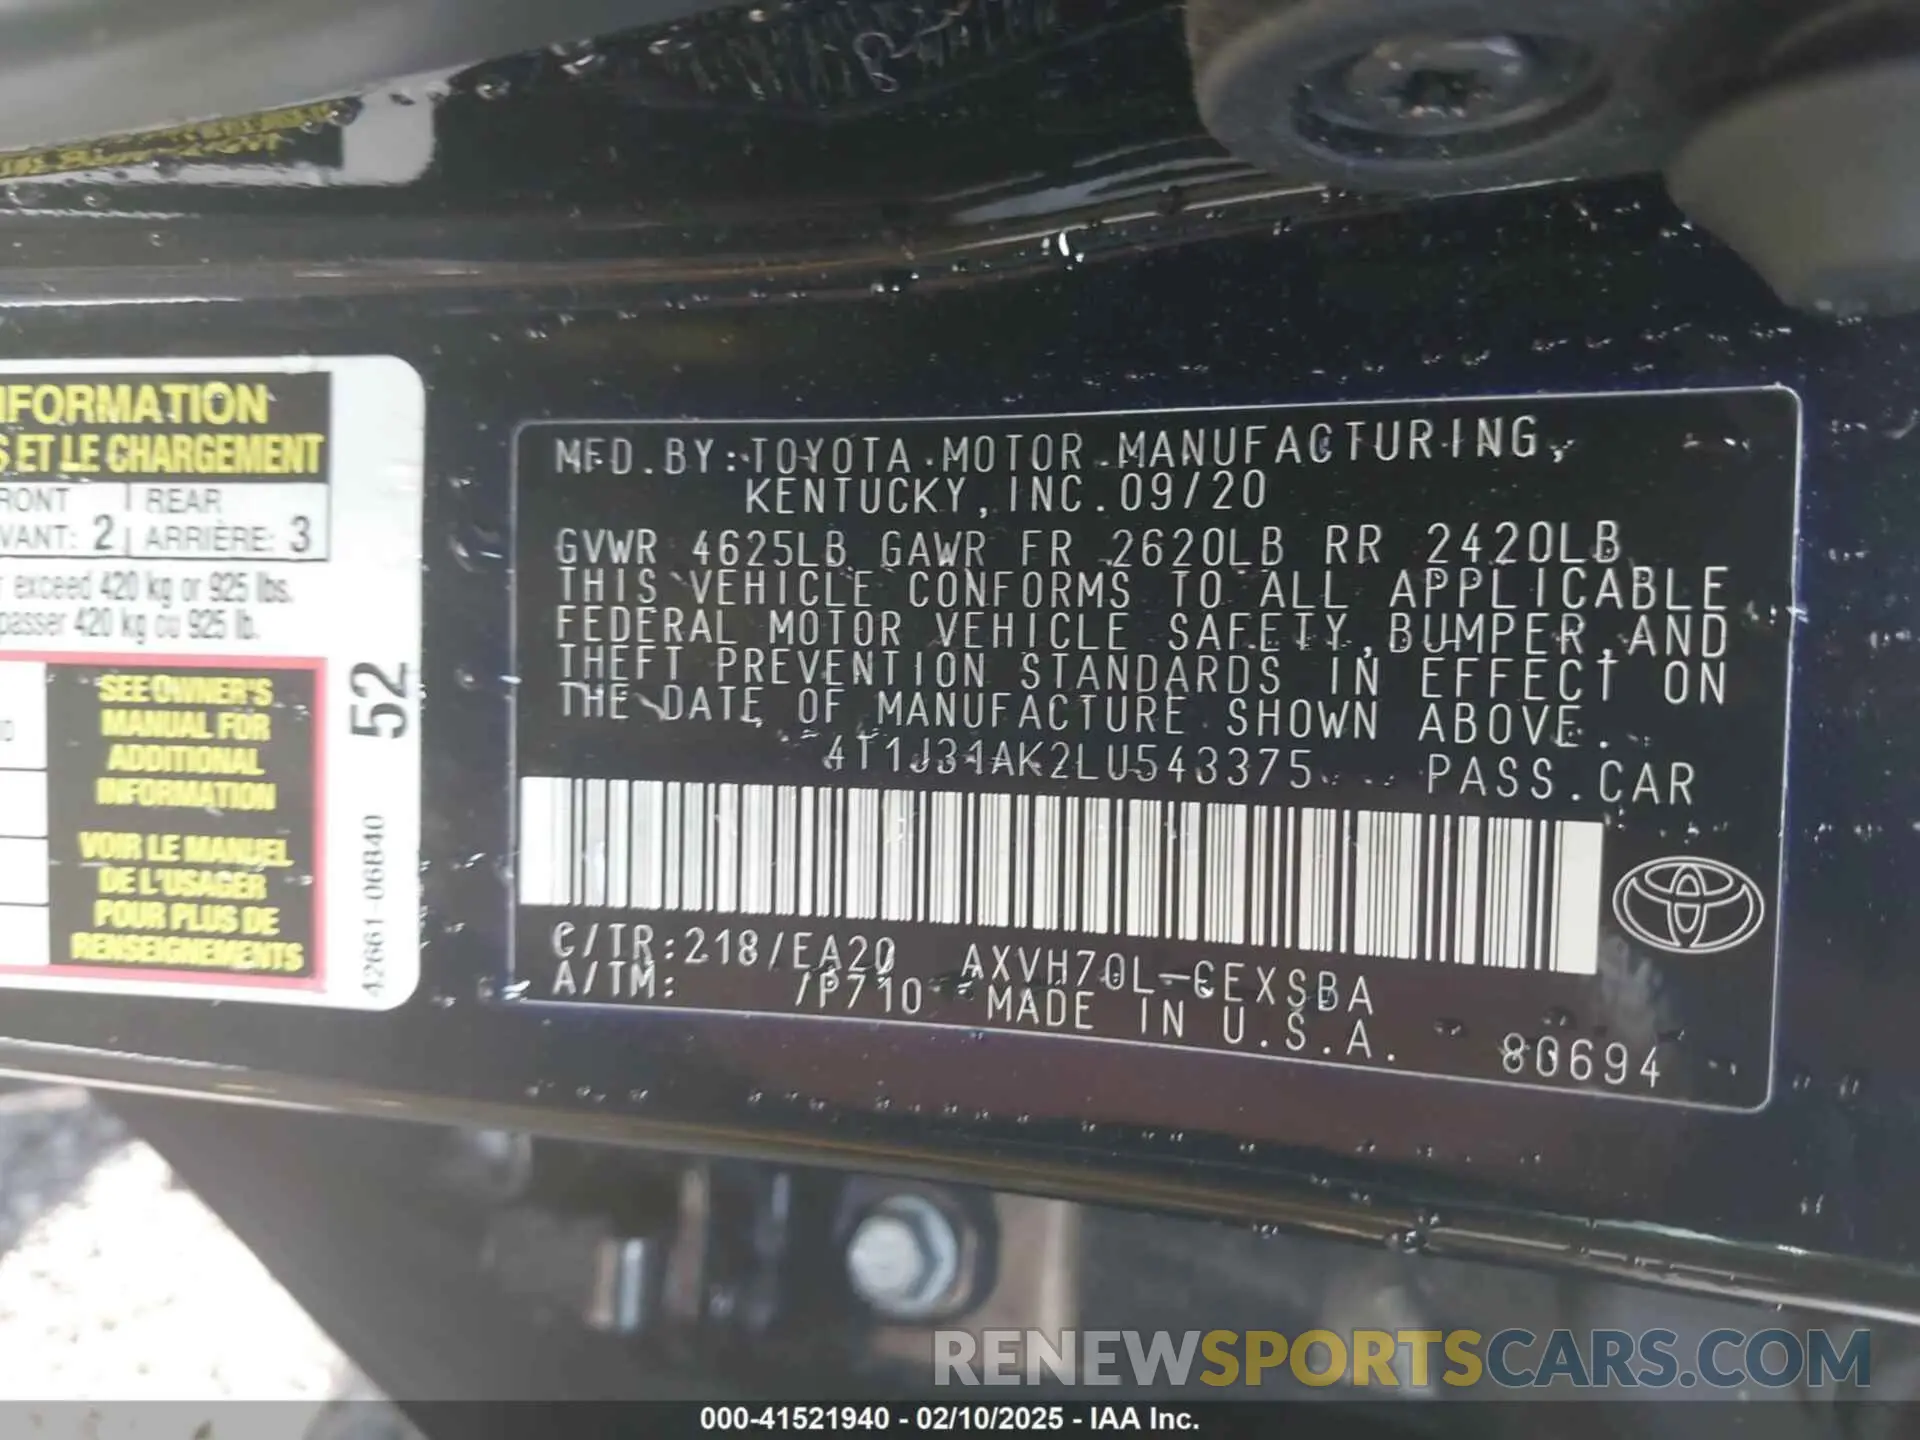 NFORMATION
S ET LE CHARGEMENT
RONT REAR
VANT: 2 ARRIÈRE: 3
exceed 420 kg or 925 lbs.
passer 420 kg ou 925 lb.
SEE OWNER'S
MANUAL FOR
ADDITIONAL
INFORMATION
VOIR LE MANUEL
DE L'USAGER
POUR PLUS DE
RENSEIGNEMENTS
52
42661-06B40
MFD.BY:TOYOTA MOTOR MANUFACTURING,
KENTUCKY,INC.09/20
GVWR 4625LB GAWR FR 2620LB RR 2420LB
THIS VEHICLE CONFORMS TO ALL APPLICABLE
FEDERAL MOTOR VEHICLE SAFETY,BUMPER,AND
THEFT PREVENTION STANDARDS IN EFFECT ON
THE DATE OF MANUFACTURE SHOWN ABOVE.
4T1J31AK2LU543375 PASS.CAR
C/TR:218/EA20 AXVH70L-CEXSBA
A/TM: /P710 MADE IN U.S.A.
80694
RENEWSPORTSCARS.COM
000-41521940 - 02/10/2025 - IAA Inc.